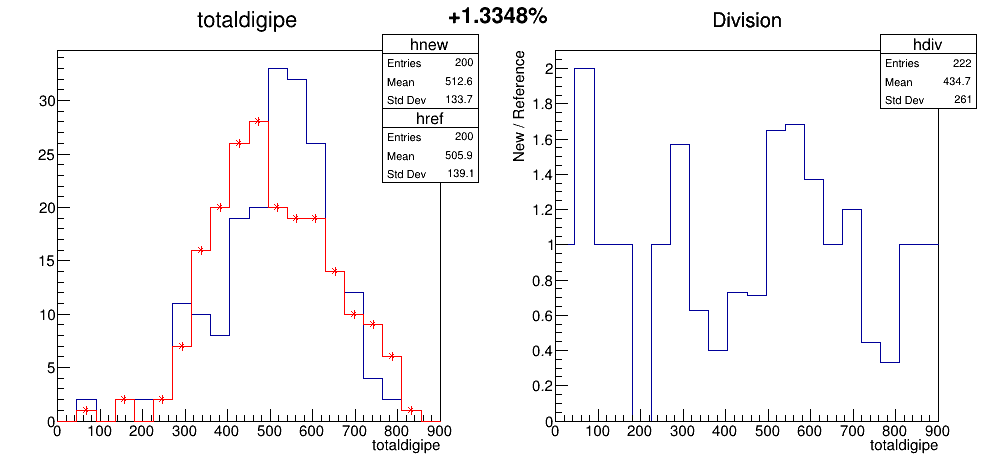 +1.3348%
totaldigipe
hnew
Entries 200
Mean 512.6
Std Dev 133.7
href
Entries 200
Mean 505.9
Std Dev 139.1
30
25
20
15
10
5
0
0 100 200 300 400 500 600 700 800 900
totaldigipe
Division
hdiv
Entries 222
Mean 434.7
Std Dev 261
New / Reference
2
1.8
1.6
1.4
1.2
1
0.8
0.6
0.4
0.2
0
0 100 200 300 400 500 600 700 800 900
totaldigipe